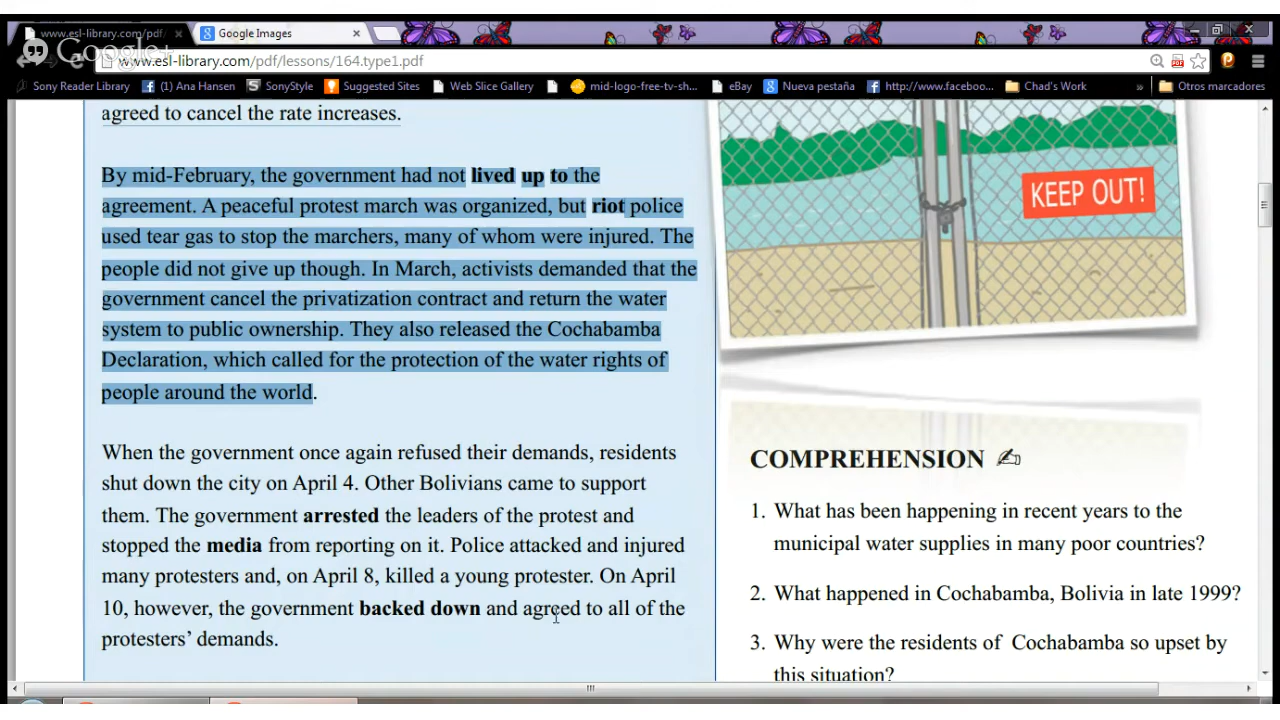 www.esl-library.com/pdf/
Google Images
Google+
www.esl-library.com/pdf/lessons/164.type1.pdf
Sony Reader Library
(1) Ana Hansen
SonyStyle
Suggested Sites
Web Slice Gallery
mid-logo-free-tv-sh...
eBay
Nueva pestaña
http://www.faceboo...
Chad's Work
»
Otros marcadores
agreed to cancel the rate increases.
By mid-February, the government had not lived up to the
agreement. A peaceful protest march was organized, but riot police
used tear gas to stop the marchers, many of whom were injured. The
people did not give up though. In March, activists demanded that the
government cancel the privatization contract and return the water
system to public ownership. They also released the Cochabamba
Declaration, which called for the protection of the water rights of
people around the world.
When the government once again refused their demands, residents
shut down the city on April 4. Other Bolivians came to support
them. The government arrested the leaders of the protest and
stopped the media from reporting on it. Police attacked and injured
many protesters and, on April 8, killed a young protester. On April
10, however, the government backed down and agreed to all of the
protesters’ demands.
KEEP OUT!
COMPREHENSION
1. What has been happening in recent years to the
municipal water supplies in many poor countries?
2. What happened in Cochabamba, Bolivia in late 1999?
3. Why were the residents of Cochabamba so upset by
this situation?